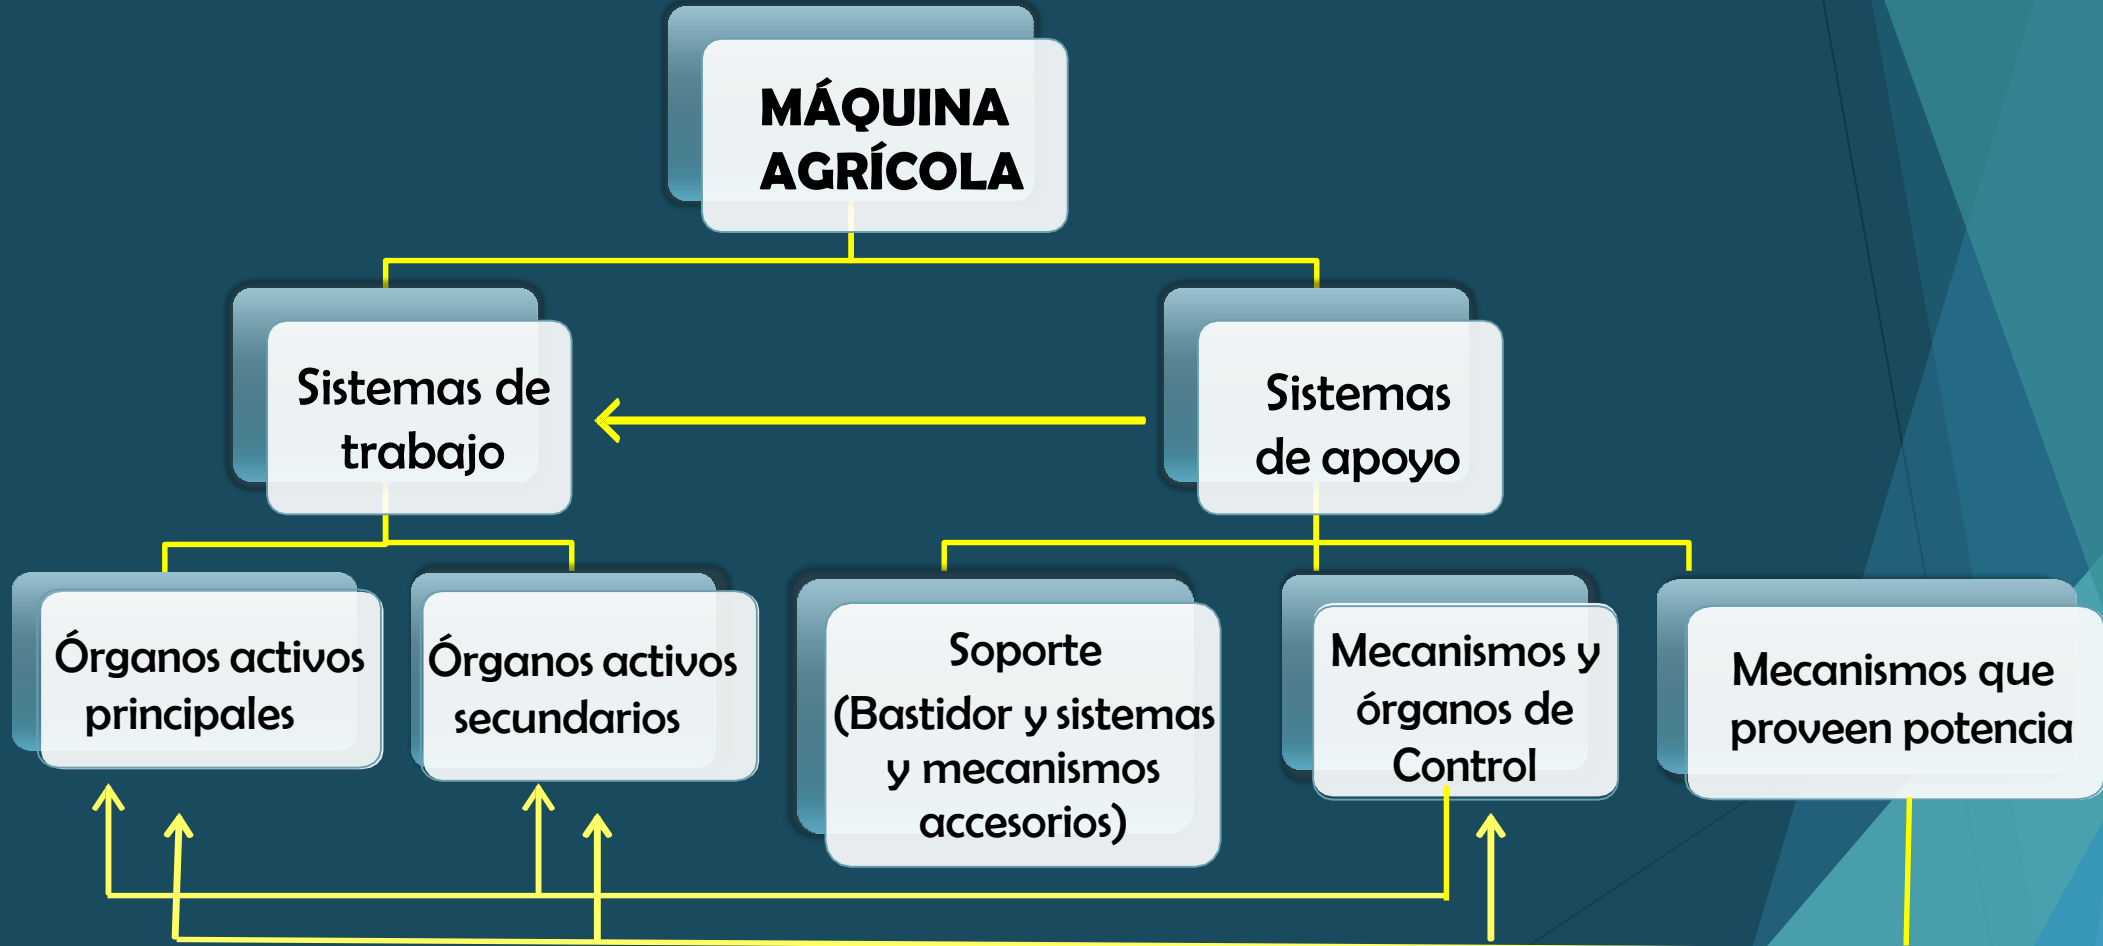 MÁQUINA
AGRÍCOLA
Sistemas de
trabajo
Sistemas
de apoyo
Órganos activos
principales
Órganos activos
secundarios
Soporte
(Bastidor y sistemas
y mecanismos
accesorios)
Mecanismos y
órganos de
Control
Mecanismos que
proveen potencia